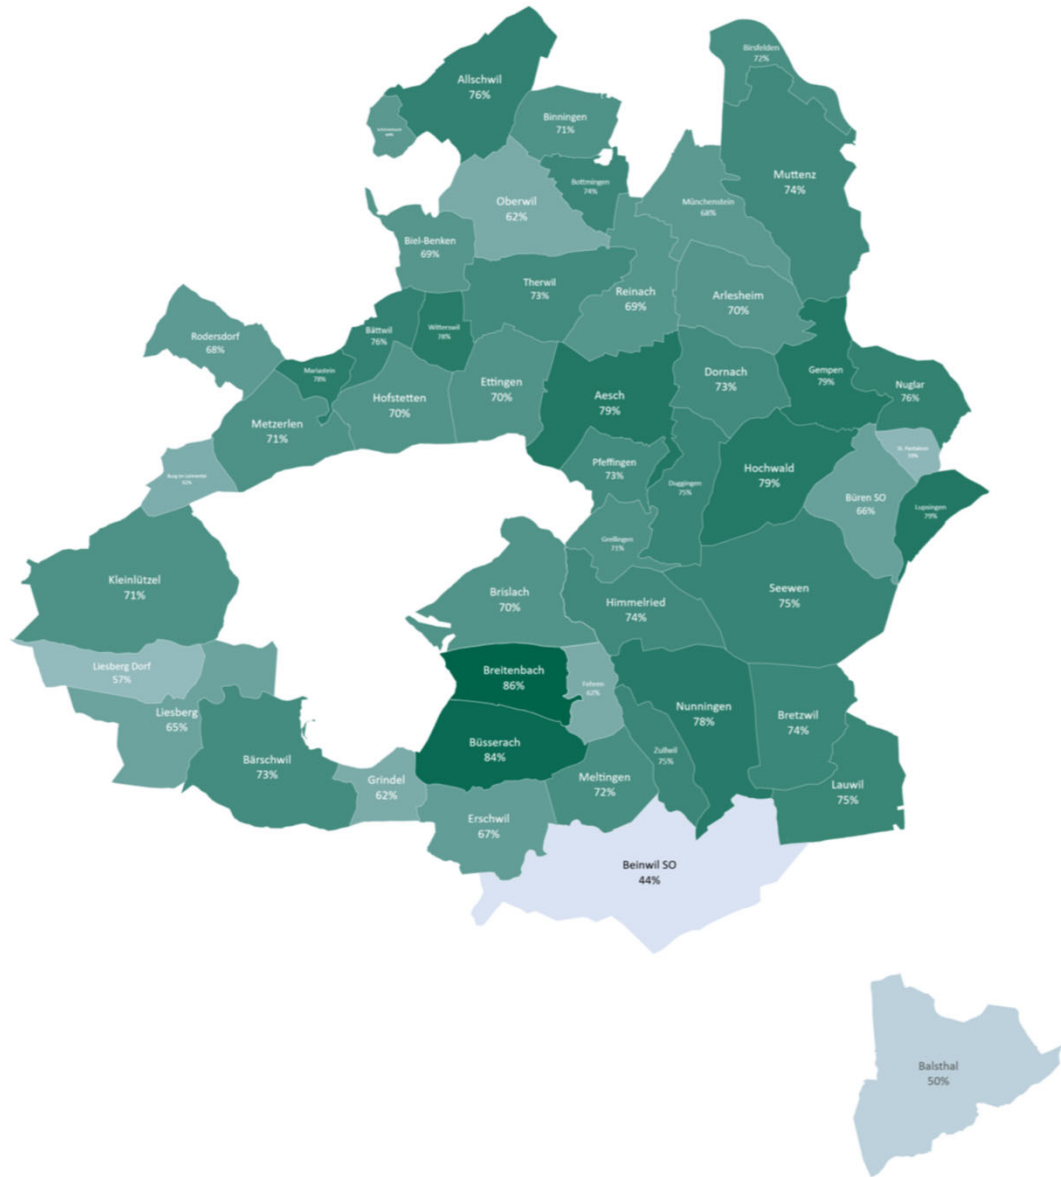 Birsfelden
72%
Allschwil
76%
Binningen
71%
Muttenz
74%
Bottmingen
74%
Oberwil
62%
Münchenstein
68%
Biel-Benken
69%
Therwil
73%
Reinach
69%
Arlesheim
70%
Rodersdorf
68%
Bättwil
76%
Witterswil
78%
Mariastein
78%
Dornach
73%
Gempen
79%
Nuglar
76%
Ettingen
70%
Hofstetten
70%
Aesch
79%
Metzerlen
71%
St. Pantaleon
Pfeffingen
73%
Hochwald
79%
Duggingen
75%
Büren SO
66%
Lupsingen
79%
Grellingen
71%
Kleinlützel
71%
Brislach
70%
Himmelried
74%
Seewen
75%
Liesberg Dorf
57%
Breitenbach
86%
Fehren
62%
Liesberg
65%
Nunningen
78%
Bretzwil
74%
Büsserach
84%
Zullwil
75%
Bärschwil
73%
Grindel
62%
Meltingen
72%
Lauwil
75%
Erschwil
67%
Beinwil SO
44%
Balsthal
50%